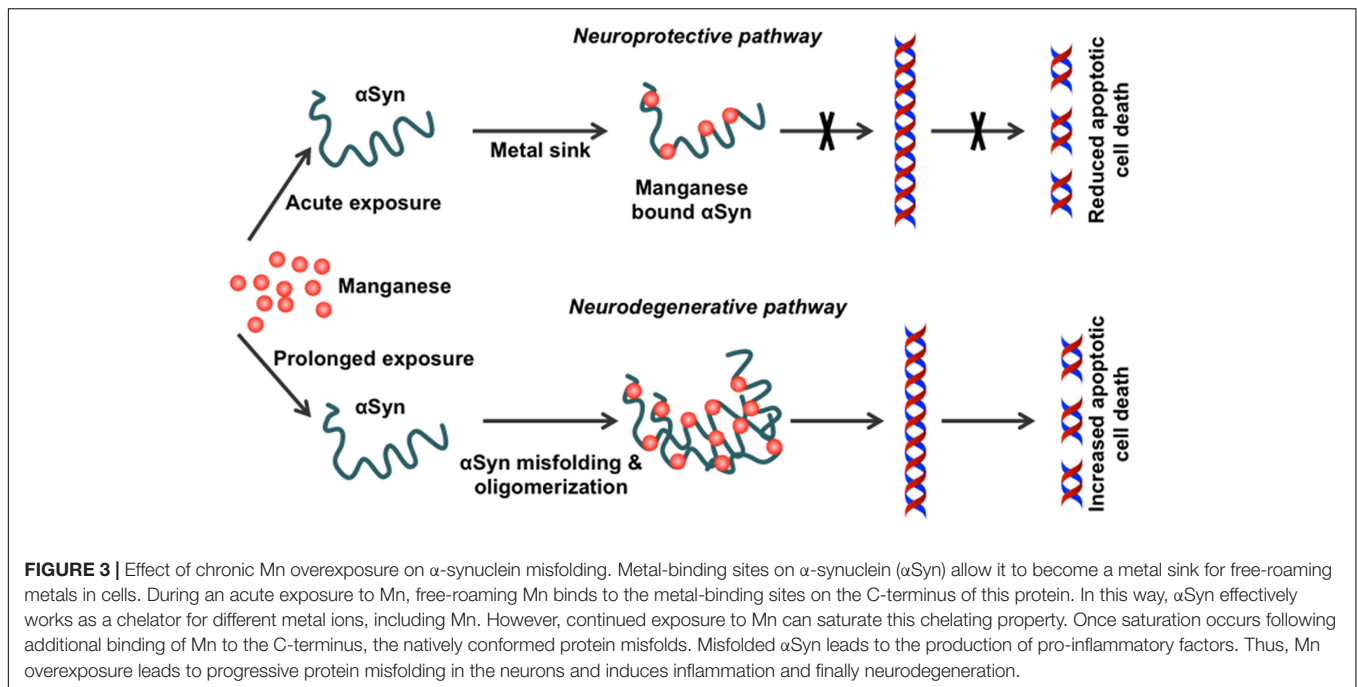 Neuroprotective pathway
αSyn
Acute exposure
Metal sink
Manganese
bound αSyn
Reduced apoptotic
cell death
Manganese
Neurodegenerative pathway
Prolonged exposure
αSyn
αSyn misfolding &
oligomerization
Increased apoptotic
cell death
FIGURE 3 | Effect of chronic Mn overexposure on α-synuclein misfolding. Metal-binding sites on α-synuclein (αSyn) allow it to become a metal sink for free-roaming
metals in cells. During an acute exposure to Mn, free-roaming Mn binds to the metal-binding sites on the C-terminus of this protein. In this way, αSyn effectively
works as a chelator for different metal ions, including Mn. However, continued exposure to Mn can saturate this chelating property. Once saturation occurs following
additional binding of Mn to the C-terminus, the natively conformed protein misfolds. Misfolded αSyn leads to the production of pro-inflammatory factors. Thus, Mn
overexposure leads to progressive protein misfolding in the neurons and induces inflammation and finally neurodegeneration.